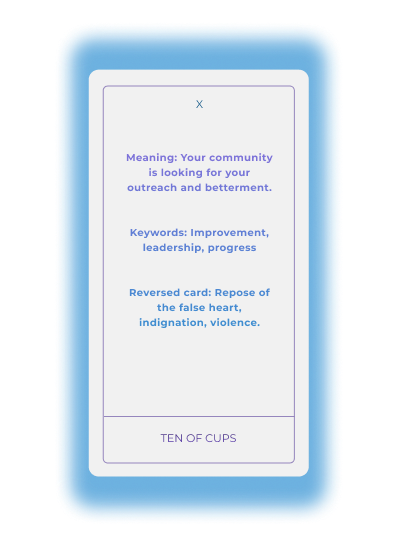 X
Meaning: Your community
is looking for your
outreach and betterment.
Keywords: Improvement,
leadership, progress
Reversed card: Repose of
the false heart,
indignation, violence.
TEN OF CUPS